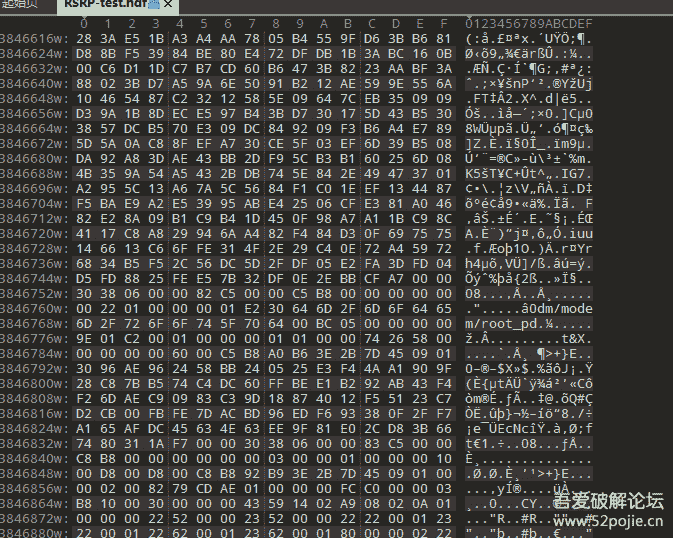 起始页 RSRP-test.hdf ×
0 1 2 3 4 5 6 7 8 9 A B C D E F 0123456789ABCDEF
3846616w: 28 3A E5 1B A3 A4 AA 78 05 B4 55 9F D6 3B B6 81 (:å.£¤ªx.´UŸÖ;¶.
3846624w: D8 8B F5 39 84 BE 80 E4 72 DF DB 1B 3A BC 16 0B
3846632w: 00 C6 D1 1D C7 B7 CD 60 B6 47 3B 82 23 AA BF 3A
3846640w: 88 02 3B D7 A5 9A 6E 50 91 B2 12 AE 59 9E 55 6A
3846648w: 10 46 54 87 C2 32 12 58 5E 09 64 7C EB 35 09 09
3846656w: D3 9A 1B 8D EC E5 97 B4 3B D7 30 17 5D 43 B5 30
3846664w: 38 57 DC B5 70 E3 09 DC 84 92 09 F3 B6 A4 E7 89
3846672w: 5D 5A 0A C8 8F EF A7 30 CE 5F 03 EF 6D 39 B5 08
3846680w: DA 92 A8 3D AE 43 BB 2D F9 5C B3 B1 60 25 6D 08
3846688w: 4B 35 9A 54 A5 43 2B DB 74 5E 84 2E 49 47 37 01
3846696w: A2 95 5C 13 A6 7A 5C 56 84 F1 C0 1E EF 13 44 87
3846704w: F5 BA E9 A2 E5 39 95 AB E4 25 06 CF E3 81 A0 46
3846712w: 82 E2 8A 09 B1 C9 B4 1D 45 0F 98 A7 A1 1B C9 8C
3846720w: 41 17 C8 A8 29 94 6A A4 82 F4 84 D3 0F 69 75 75
3846728w: 14 66 13 C6 6F FE 31 4F 2E 29 C4 0E 72 A4 59 72
3846736w: 68 34 B5 F5 2C 56 DC 5D 2F DF 05 E2 FA 3D FD 04
3846744w: D5 FD 88 25 FE E5 7B 32 DF 0E 2E BB CF A7 00 00
3846752w: 30 38 06 00 00 82 C5 00 00 C5 B8 00 00 00 00 00
3846760w: 00 22 01 00 00 01 E2 30 64 6D 2F 6D 6F 64 65 .".....â0dm/mode
3846768w: 6D 2F 72 6F 6F 74 5F 70 64 00 BC 05 00 00 00 00 m/root_pd.¼.....
3846776w: 9E 01 C2 00 01 00 00 00 01 00 00 74 26 58 00
3846784w: 00 00 00 00 60 00 C5 B8 A0 B6 3E 2B 7D 45 09 01
3846792w: 30 96 AE 96 24 58 BB 24 05 25 E3 F4 4A A1 90 9F
3846800w: 28 C8 7B B5 74 C4 DC 60 FF BE E1 B2 92 AB 43 F4
3846808w: F2 6D AE C9 09 83 C3 9D 18 87 40 12 F5 51 23 C7
3846816w: D2 CB 00 FB FE 7D AC BD 96 ED F6 93 38 0F 2F F7
3846824w: A1 65 AF DC 45 63 4E 63 EE 9F 81 E0 2C D8 3B 66
3846832w: 74 80 31 1A F7 00 00 30 38 06 00 00 83 C5 00 00
3846840w: C8 B8 00 00 00 00 00 03 00 01 00 00 00 10
3846848w: 00 D8 00 D8 00 C8 B8 92 B9 3E 2B 7D 45 09 01 00
3846856w: 02 00 02 82 79 CD AE 01 00 00 00 FC C0 00 00 03
3846864w: B8 10 00 30 00 00 00 43 59 14 02 A9 08 02 0A 01
3846872w: 00 00 00 22 52 00 00 23 52 00 00 22 22 00 01 23
3846880w: 22 00 01 22 62 00 01 23 62 00 01 80 00 00 02 22
吾爱破解论坛
www.52pojie.cn